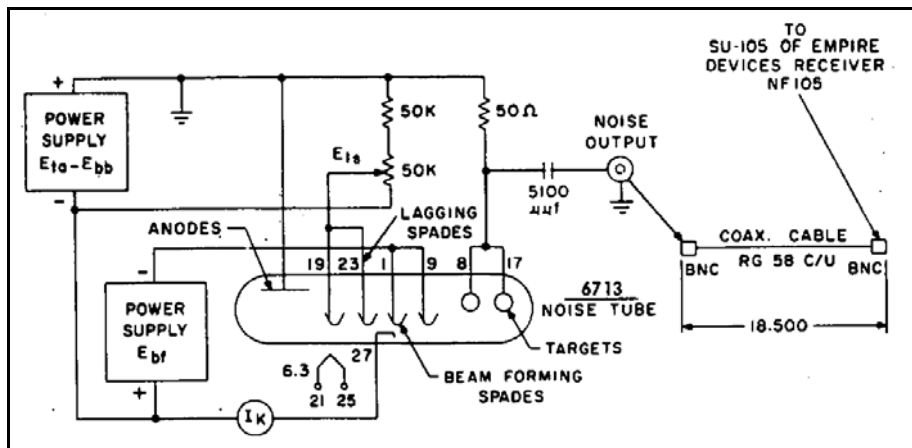 TO
SU-105 OF EMPIRE
DEVICES RECEIVER
NF105
+
POWER
SUPPLY
Eta-Ebb
-
50K
50Ω
Ets
50K
NOISE
OUTPUT
5100
μμf
ANODES
LAGGING
SPADES
19 23 1 9 8 17
BNC
COAX. CABLE
RG 58 C/U
BNC
6713
NOISE TUBE
18.500
-
POWER
SUPPLY
Ebf
+
27
6.3
21 25
TARGETS
BEAM FORMING
SPADES
IK